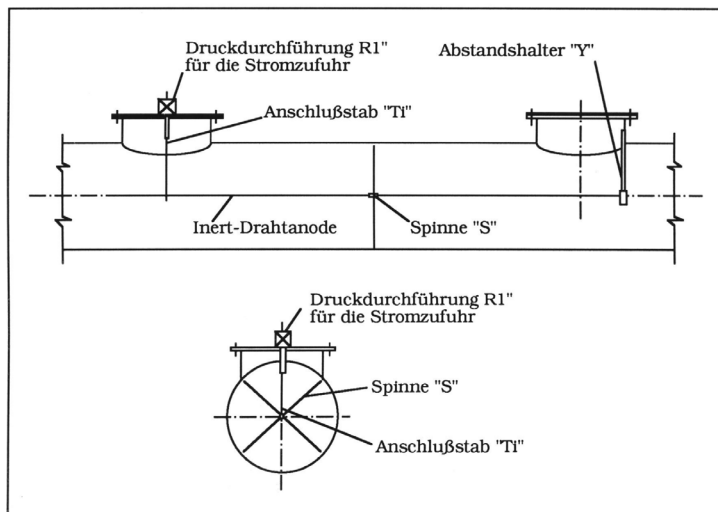 Druckdurchführung R1"
für die Stromzufuhr
Abstandshalter "Y"
Anschlußstab "Ti"
Inert-Drahtanode
Spinne "S"
Druckdurchführung R1"
für die Stromzufuhr
Spinne "S"
Anschlußstab "Ti"